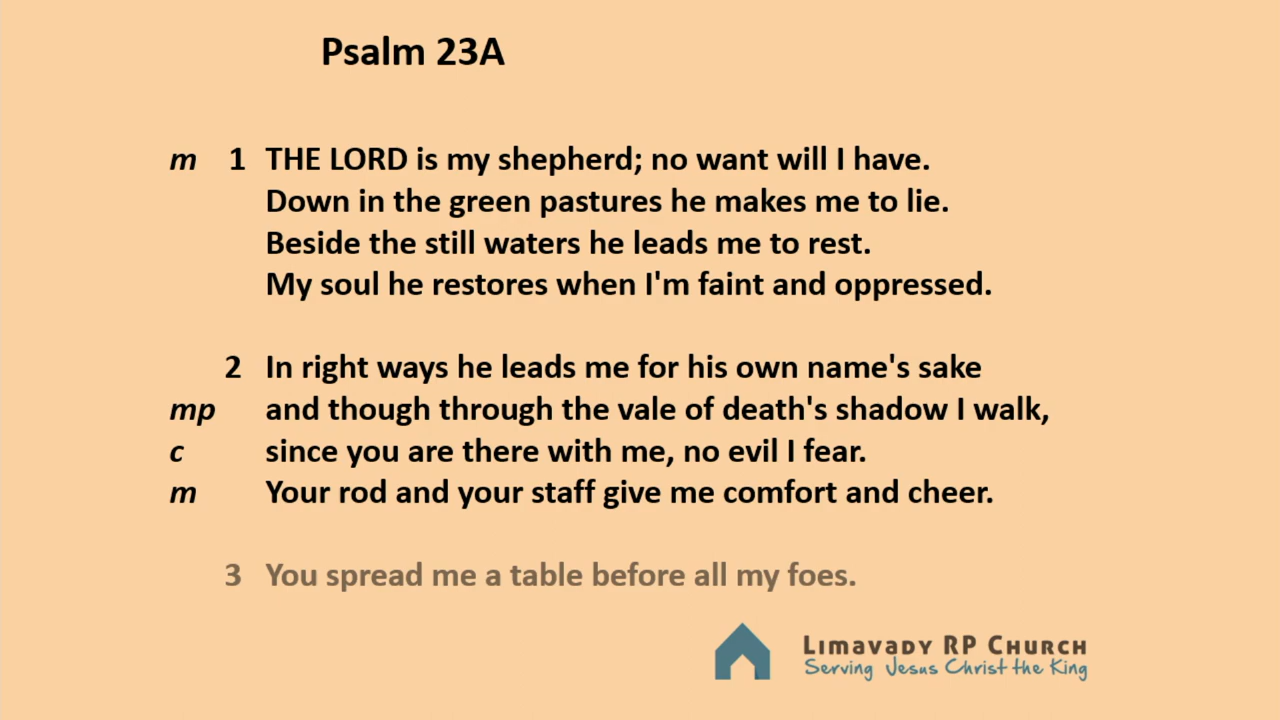 Psalm 23A
m 1 THE LORD is my shepherd; no want will I have.
Down in the green pastures he makes me to lie.
Beside the still waters he leads me to rest.
My soul he restores when I'm faint and oppressed.
2 In right ways he leads me for his own name's sake
mp and though through the vale of death's shadow I walk,
c since you are there with me, no evil I fear.
m Your rod and your staff give me comfort and cheer.
3 You spread me a table before all my foes.
LIMAVADY RP CHURCH
Serving Jesus Christ the King